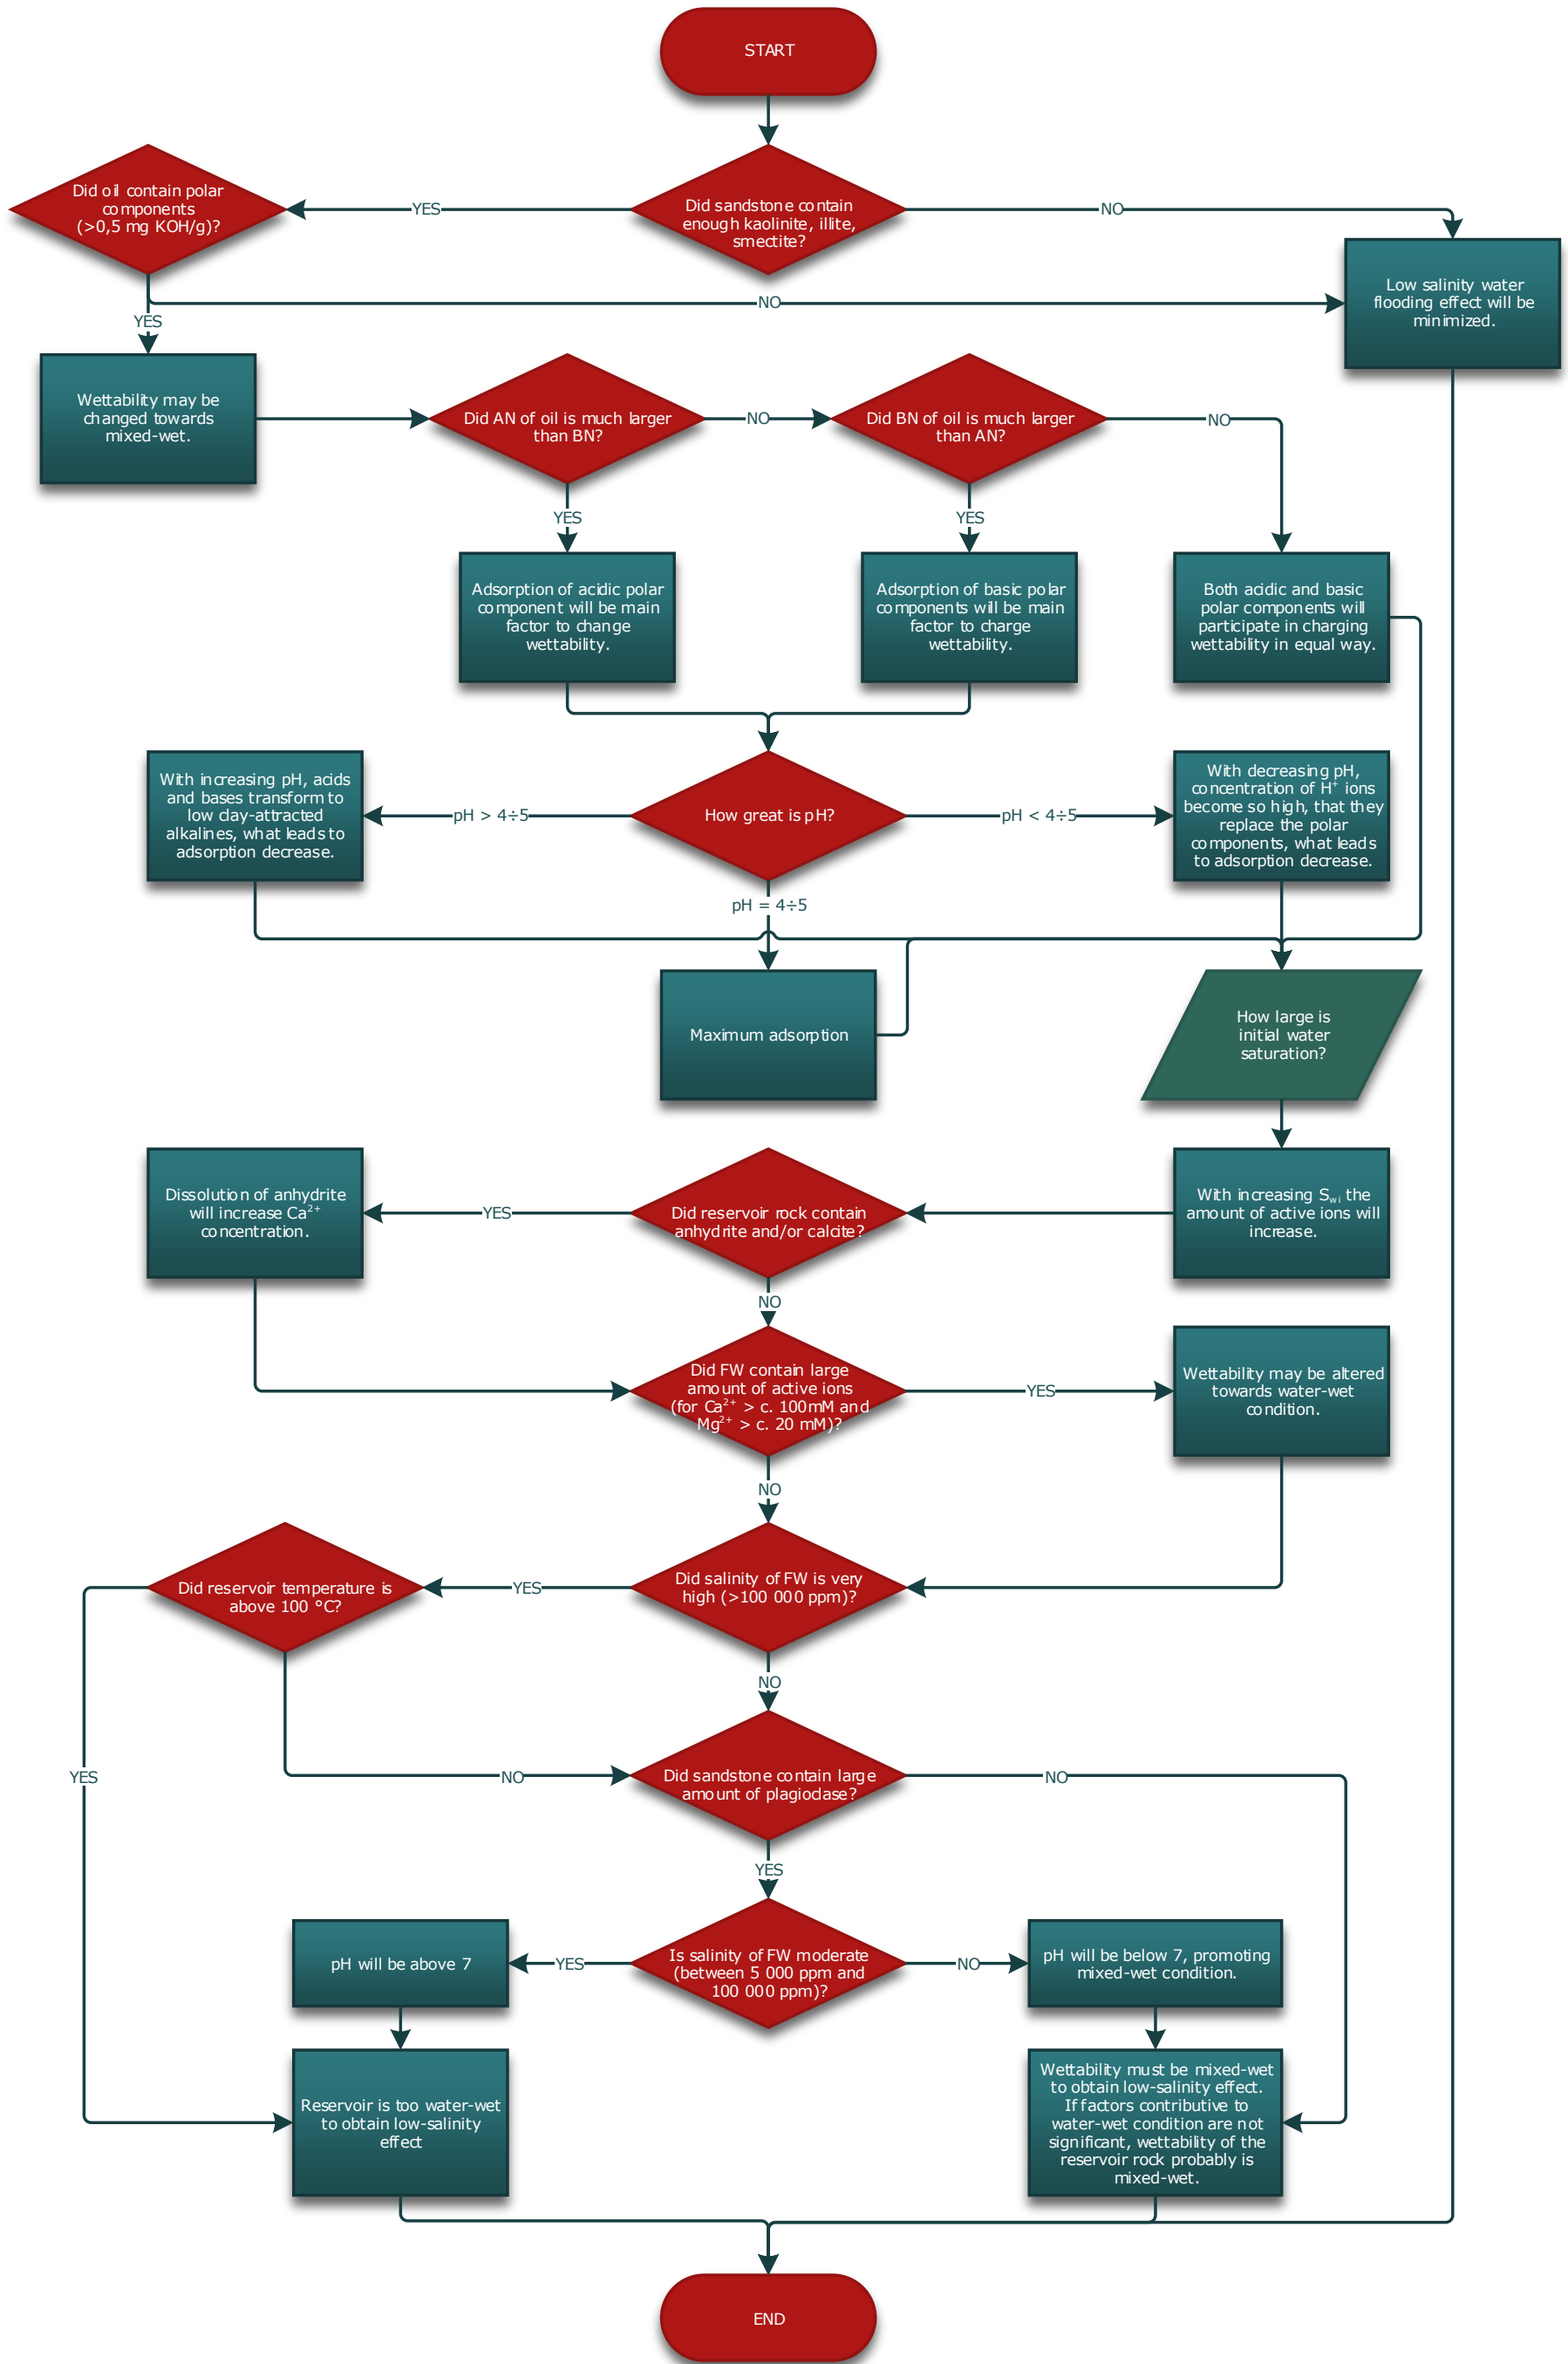 START
Did oil contain polar
components
(>0,5 mg KOH/g)?
YES
Did sandstone contain
enough kaolinite, illite,
smectite?
NO
Low salinity water
flooding effect will be
minimized.
NO
YES
Wettability may be
changed towards
mixed-wet.
Did AN of oil is much larger
than BN?
NO
Did BN of oil is much larger
than AN?
NO
YES
YES
Adsorption of acidic polar
component will be main
factor to change
wettability.
Adsorption of basic polar
components will be main
factor to charge
wettability.
Both acidic and basic
polar components will
participate in charging
wettability in equal way.
With increasing pH, acids
and bases transform to
low clay-attracted
alkalines, what leads to
adsorption decrease.
pH > 4÷5
How great is pH?
pH < 4÷5
With decreasing pH,
concentration of H⁺ ions
become so high, that they
replace the polar
components, what leads
to adsorption decrease.
pH = 4÷5
Maximum adsorption
How large is
initial water
saturation?
Dissolution of anhydrite
will increase Ca²⁺
concentration.
YES
Did reservoir rock contain
anhydrite and/or calcite?
With increasing Swi the
amount of active ions will
increase.
NO
Did FW contain large
amount of active ions
(for Ca²⁺ > c. 100mM and
Mg²⁺ > c. 20 mM)?
YES
Wettability may be altered
towards water-wet
condition.
NO
Did reservoir temperature is
above 100 °C?
YES
Did salinity of FW is very
high (>100 000 ppm)?
NO
YES
NO
Did sandstone contain large
amount of plagioclase?
NO
YES
pH will be above 7
YES
Is salinity of FW moderate
(between 5 000 ppm and
100 000 ppm)?
NO
pH will be below 7, promoting
mixed-wet condition.
Reservoir is too water-wet
to obtain low-salinity
effect
Wettability must be mixed-wet
to obtain low-salinity effect.
If factors contributive to
water-wet condition are not
significant, wettability of the
reservoir rock probably is
mixed-wet.
END